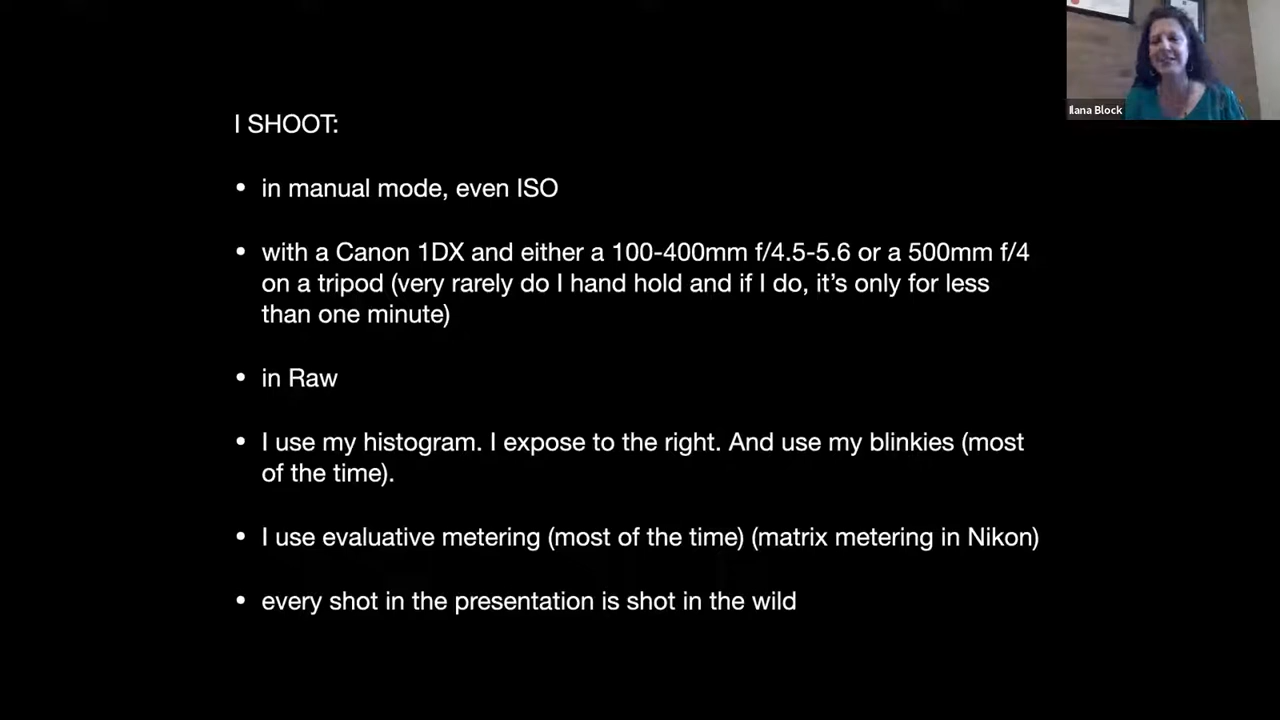 Ilana Block
I SHOOT:
• in manual mode, even ISO
• with a Canon 1DX and either a 100-400mm f/4.5-5.6 or a 500mm f/4
on a tripod (very rarely do I hand hold and if I do, it’s only for less
than one minute)
• in Raw
• I use my histogram. I expose to the right. And use my blinkies (most
of the time).
• I use evaluative metering (most of the time) (matrix metering in Nikon)
• every shot in the presentation is shot in the wild